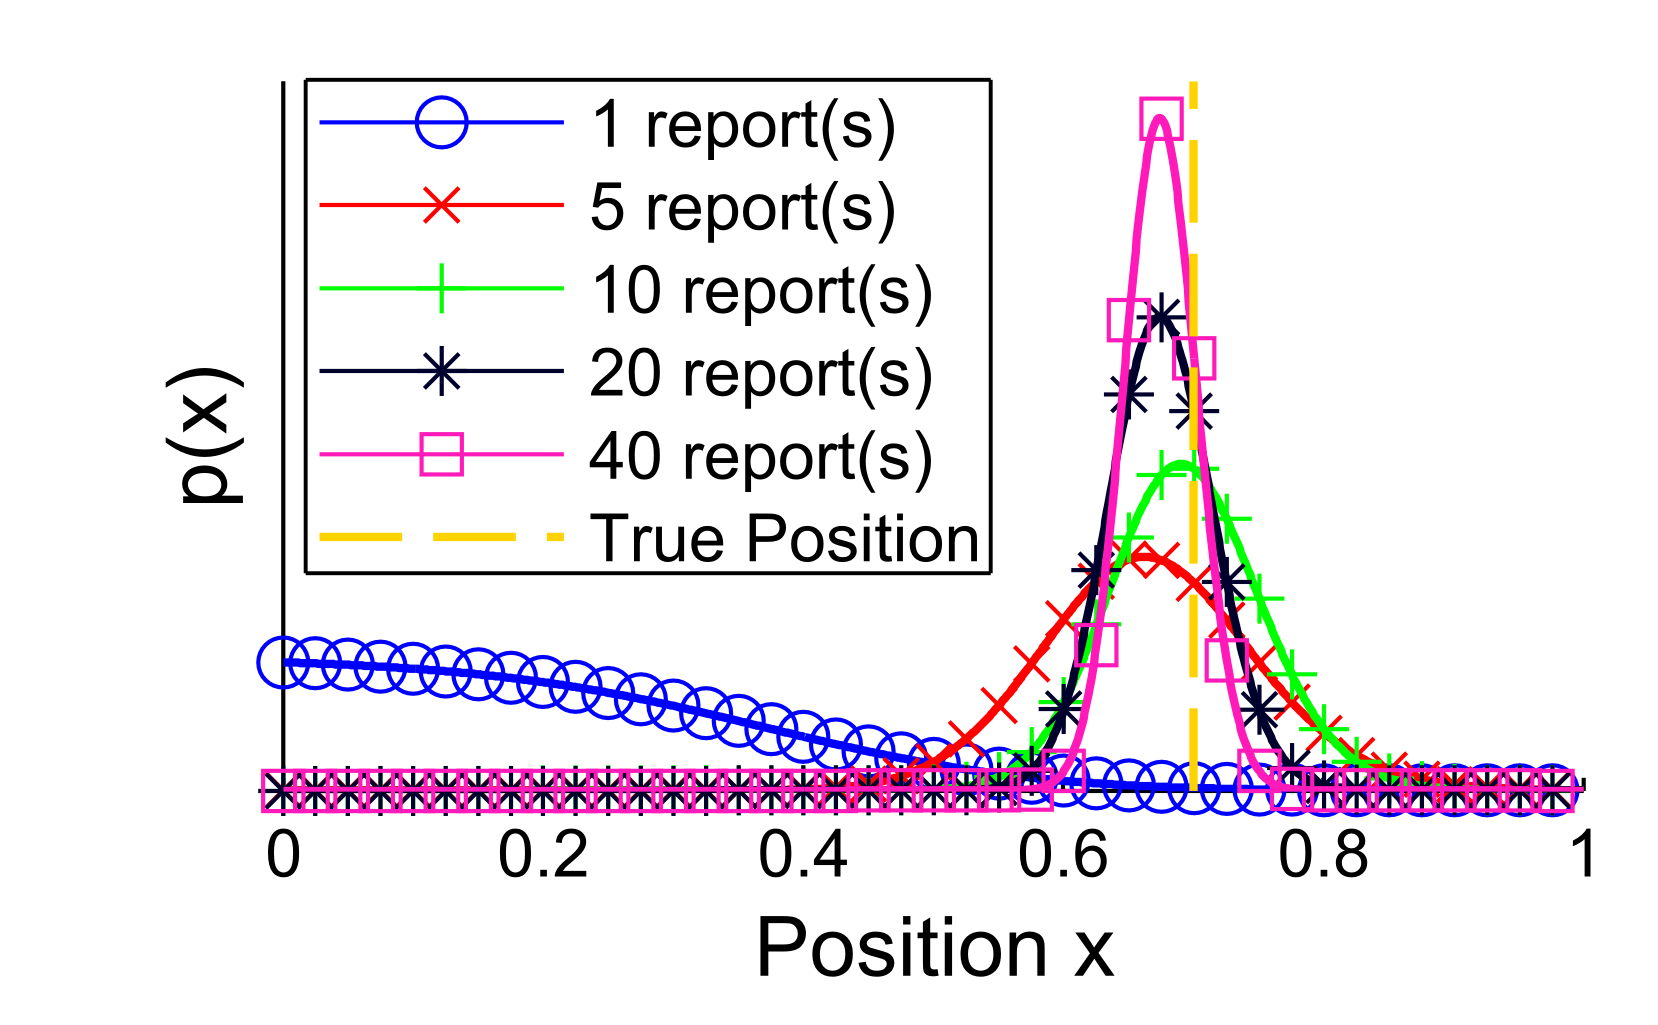 1 report(s)
5 report(s)
10 report(s)
20 report(s)
40 report(s)
True Position
p(x)
0 0.2 0.4 0.6 0.8 1
Position x